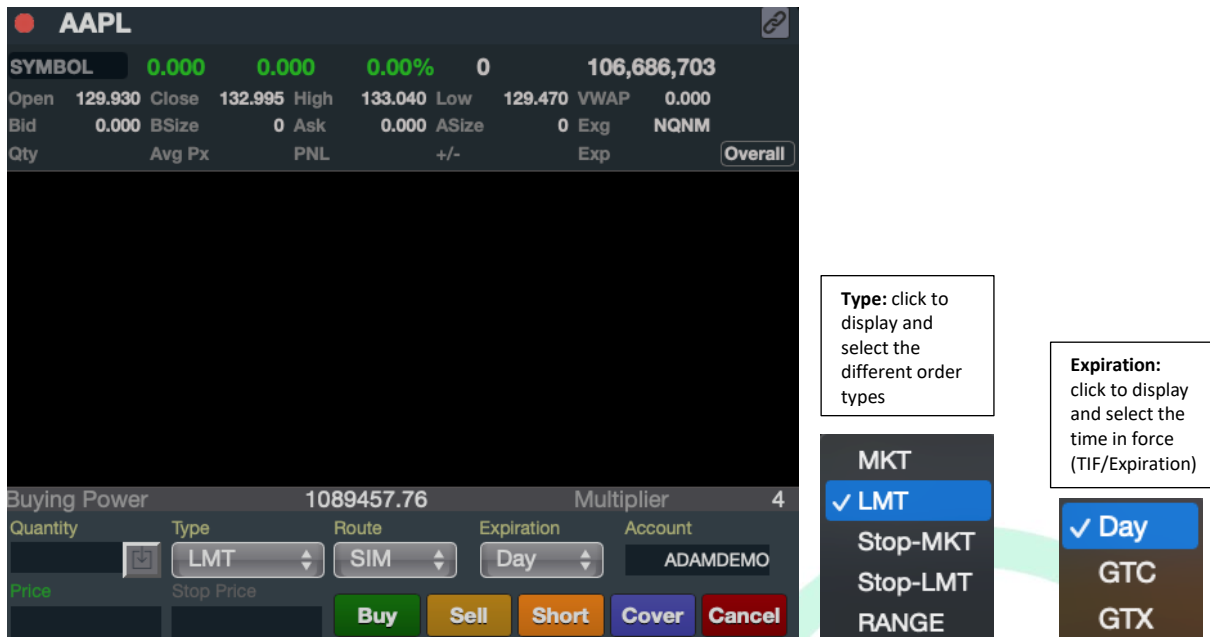 AAPL
SYMBOL 0.000 0.000 0.00% 0 106,686,703
Open 129.930 Close 132.995 High 133.040 Low 129.470 VWAP 0.000
Bid 0.000 BSize 0 Ask 0.000 ASize 0 Exg NQNM
Qty Avg Px PNL +/- Exp Overall
Buying Power 1089457.76 Multiplier 4
Quantity Type Route Expiration Account
LMT SIM Day ADAMDEMO
Price Stop Price
Buy Sell Short Cover Cancel
Type: click to
display and
select the
different order
types
MKT
✓ LMT
Stop-MKT
Stop-LMT
RANGE
Expiration:
click to display
and select the
time in force
(TIF/Expiration)
✓ Day
GTC
GTX